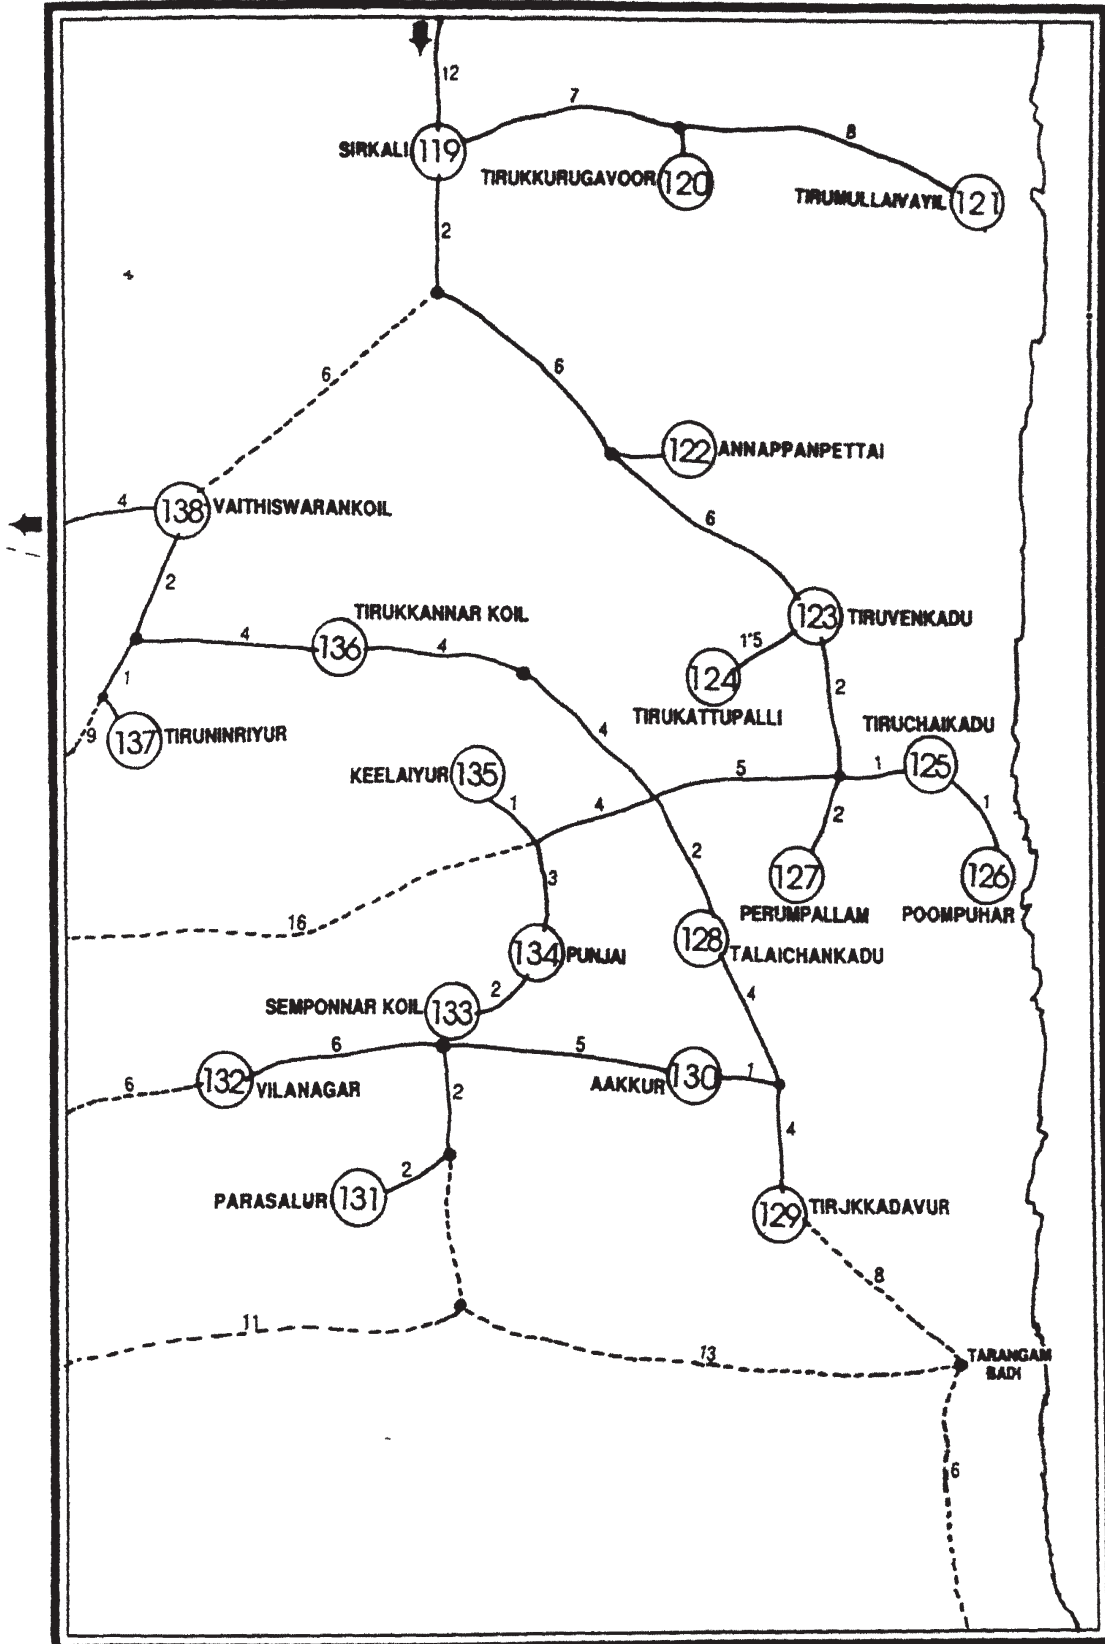 12
7
8
SIRKALI 119
TIRUKKURUGAVOOR 120
TIRUMULLAIVAYIL 121
2
6
6
122 ANNAPPANPETTAI
4
138 VAITHISWARANKOIL
6
2
TIRUKKANNAR KOIL
123 TIRUVENKADU
4
136
4
1·5
124
TIRUKATTUPALLI
1
2
9
137 TIRUNINRIYUR
4
TIRUCHAIKADU
KEELAIYUR 135
5
1
125
1
4
1
2
2
127
126
3
PERUMPALLAM
POOMPUHAR
16
128 TALAICHANKADU
134 PUNJAI
2
4
SEMPONNAR KOIL 133
6
5
6
132 VILANAGAR
AAKKUR 130
1
2
4
2
PARASALUR 131
129 TIRJKKADAVUR
8
11
13
TARANGAM
BADI
6